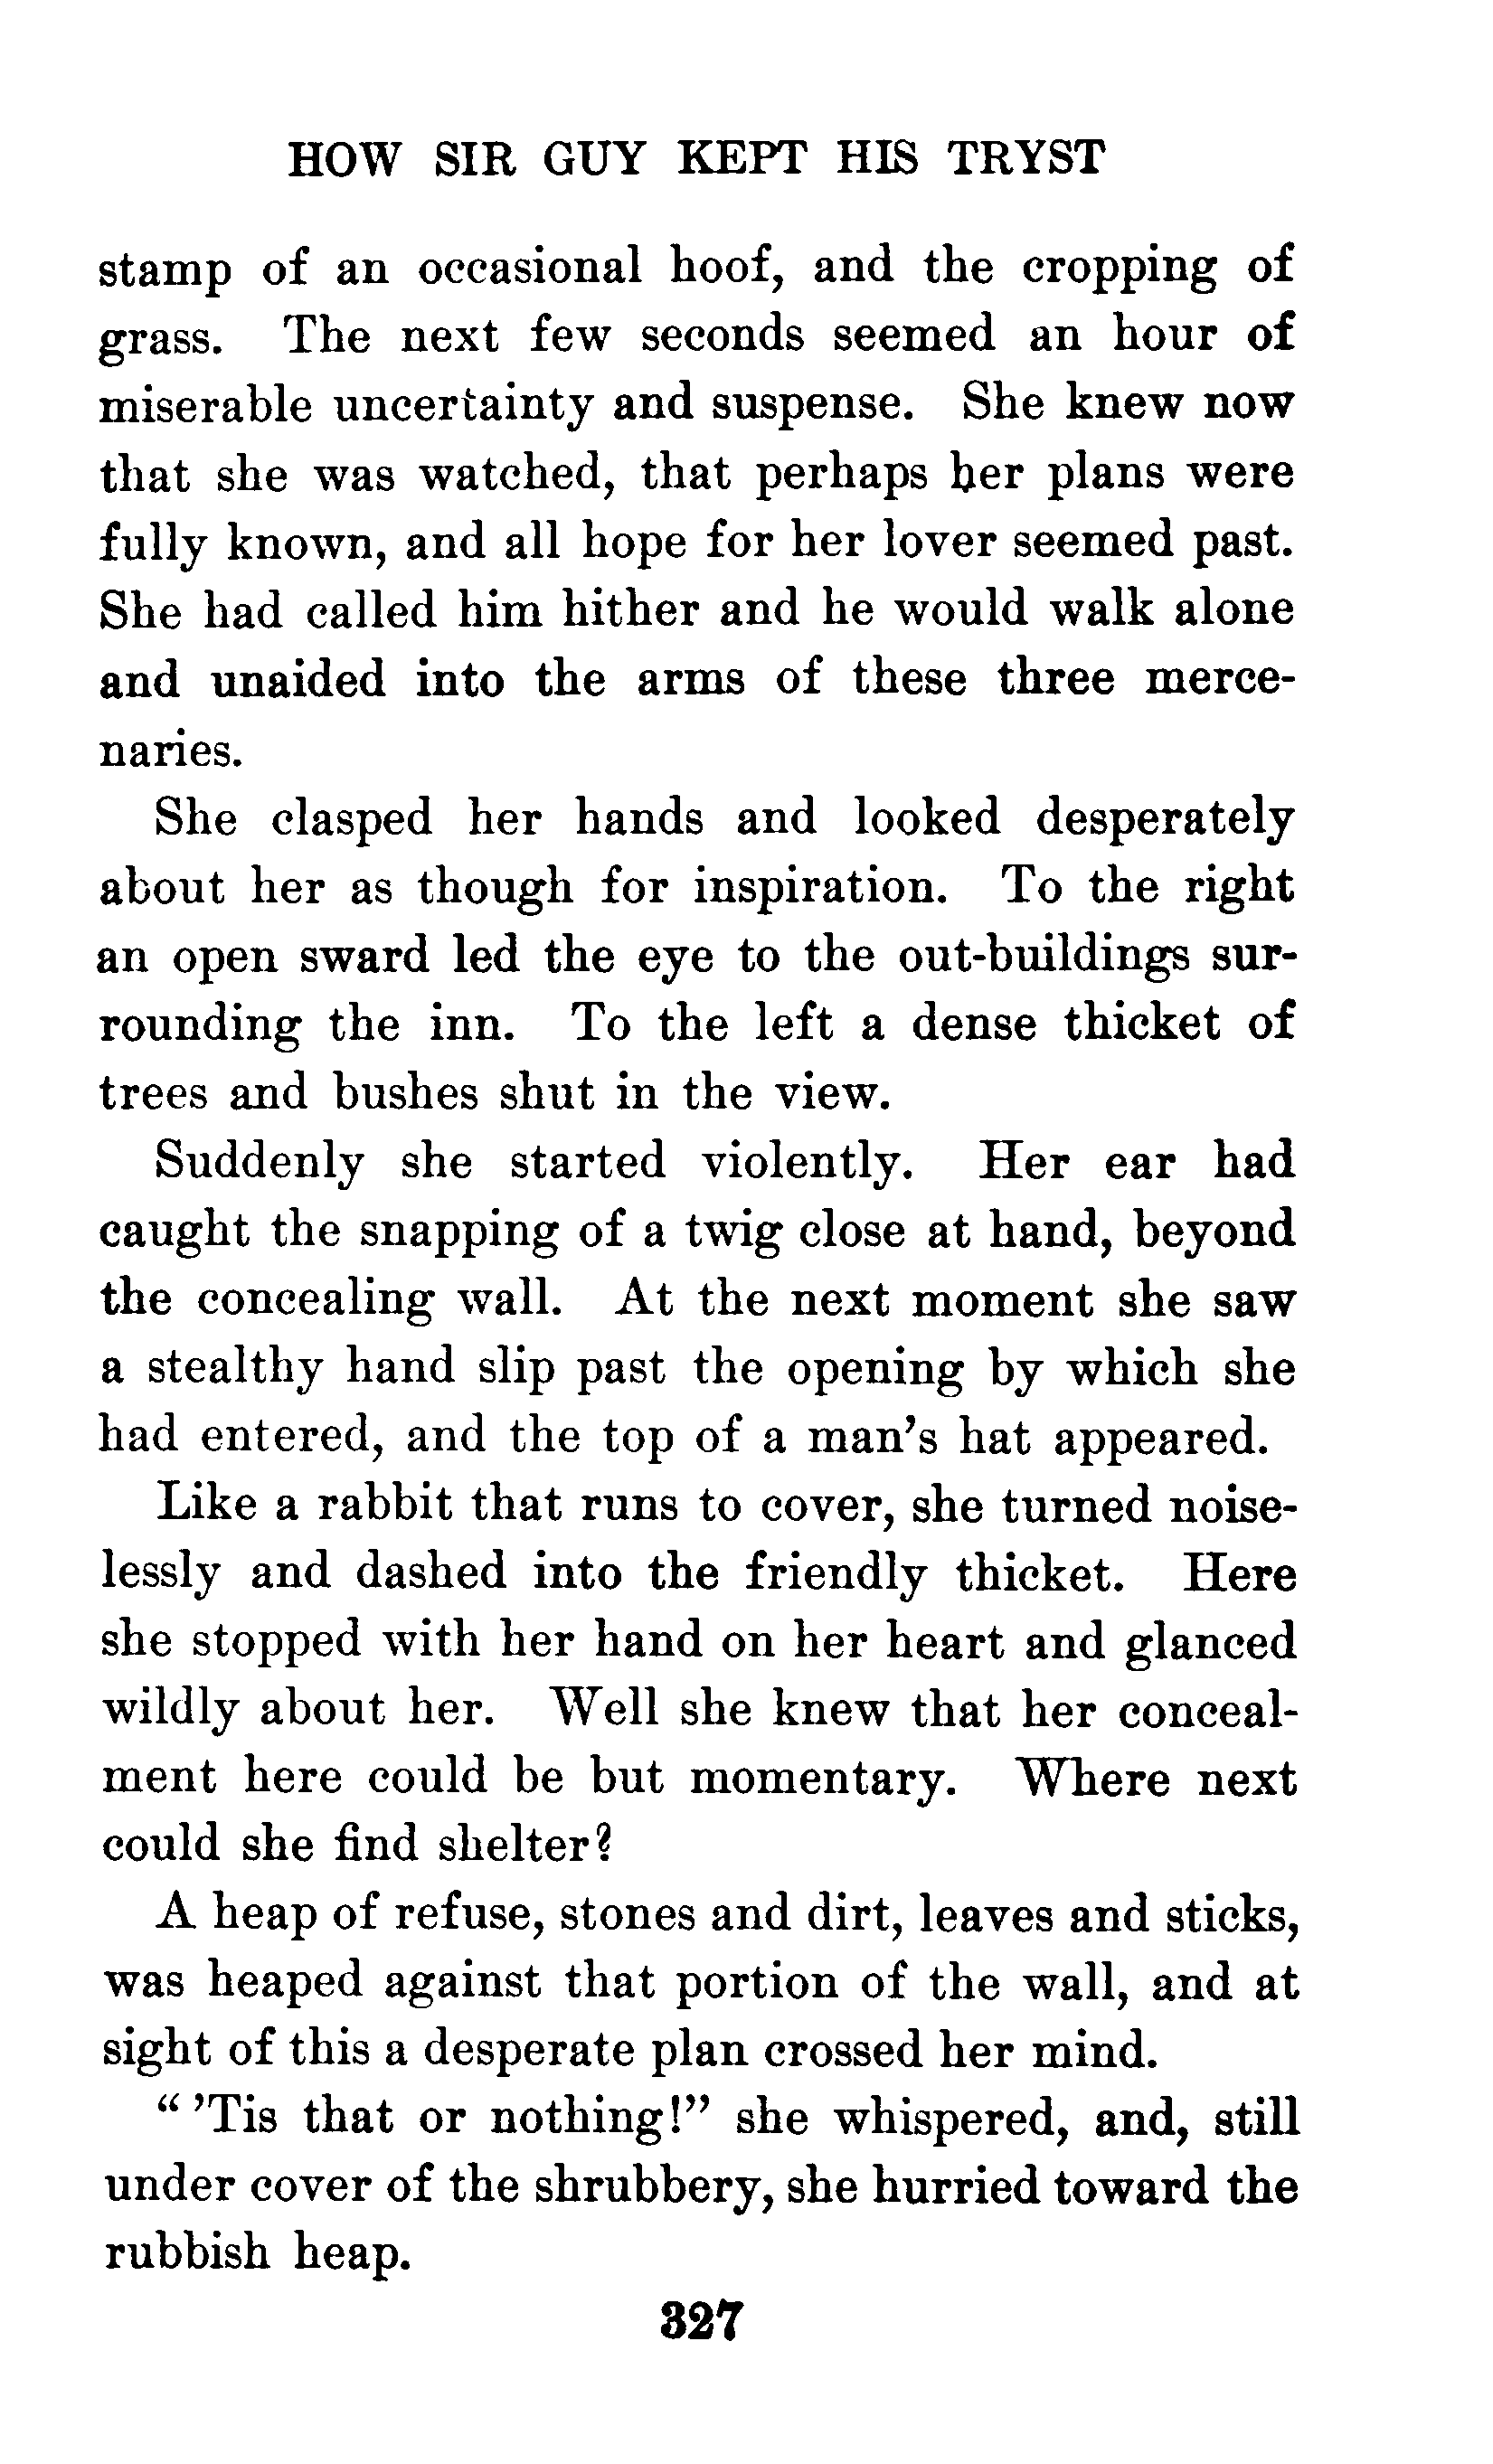 HOW SIR GUY KEPT HIS TRYST
stamp of an occasional hoof, and the cropping of
grass. The next few seconds seemed an hour of
miserable uncertainty and suspense. She knew now
that she was watched, that perhaps her plans were
fully known, and all hope for her lover seemed past.
She had called him hither and he would walk alone
and unaided into the arms of these three merce-
naries.
She clasped her hands and looked desperately
about her as though for inspiration. To the right
an open sward led the eye to the out-buildings sur-
rounding the inn. To the left a dense thicket of
trees and bushes shut in the view.
Suddenly she started violently. Her ear had
caught the snapping of a twig close at hand, beyond
the concealing wall. At the next moment she saw
a stealthy hand slip past the opening by which she
had entered, and the top of a man's hat appeared.
Like a rabbit that runs to cover, she turned noise-
lessly and dashed into the friendly thicket. Here
she stopped with her hand on her heart and glanced
wildly about her. Well she knew that her conceal-
ment here could be but momentary. Where next
could she find shelter?
A heap of refuse, stones and dirt, leaves and sticks,
was heaped against that portion of the wall, and at
sight of this a desperate plan crossed her mind.
“ ’Tis that or nothing!” she whispered, and, still
under cover of the shrubbery, she hurried toward the
rubbish heap.
327